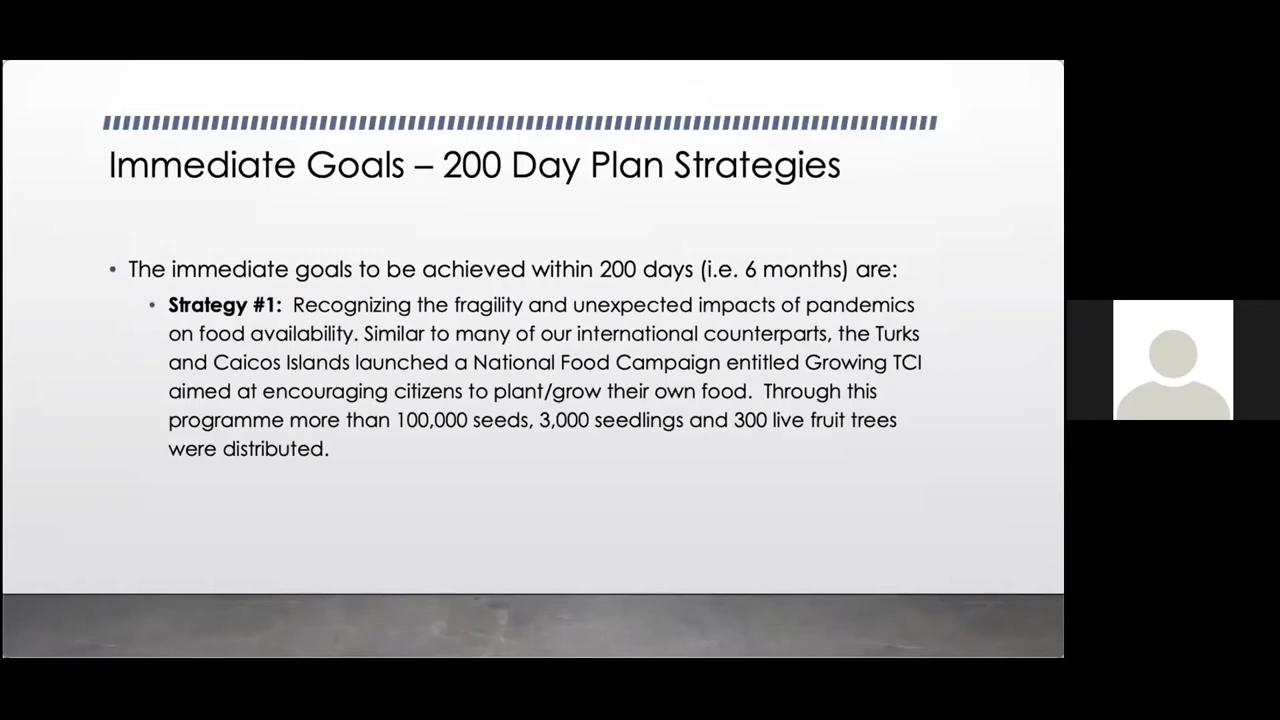 Immediate Goals – 200 Day Plan Strategies
• The immediate goals to be achieved within 200 days (i.e. 6 months) are:
• Strategy #1:  Recognizing the fragility and unexpected impacts of pandemics
on food availability. Similar to many of our international counterparts, the Turks
and Caicos Islands launched a National Food Campaign entitled Growing TCI
aimed at encouraging citizens to plant/grow their own food.  Through this
programme more than 100,000 seeds, 3,000 seedlings and 300 live fruit trees
were distributed.